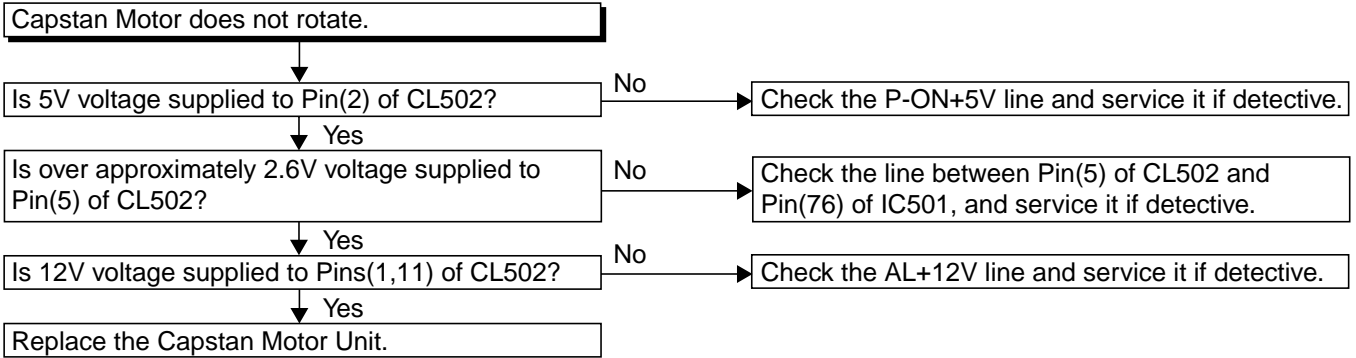 Capstan Motor does not rotate.
Is 5V voltage supplied to Pin(2) of CL502?
No
Check the P-ON+5V line and service it if detective.
Yes
Is over approximately 2.6V voltage supplied to
Pin(5) of CL502?
No
Check the line between Pin(5) of CL502 and
Pin(76) of IC501, and service it if detective.
Yes
Is 12V voltage supplied to Pins(1,11) of CL502?
No
Check the AL+12V line and service it if detective.
Yes
Replace the Capstan Motor Unit.